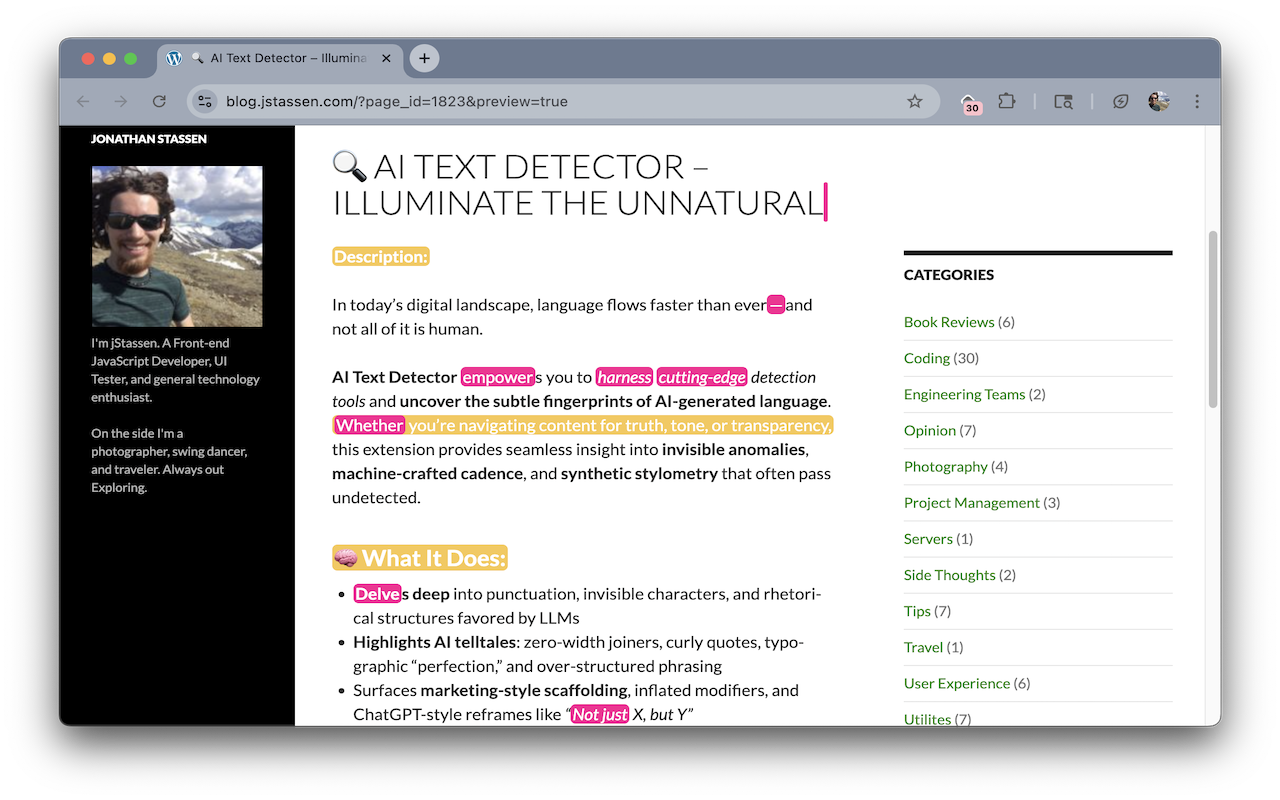 AI Text Detector – Illumina
blog.jstassen.com/?page_id=1823&preview=true
30
JONATHAN STASSEN
I'm jStassen. A Front-end
JavaScript Developer, UI
Tester, and general technology
enthusiast.
On the side I'm a
photographer, swing dancer,
and traveler. Always out
Exploring.
🔍 AI TEXT DETECTOR –
ILLUMINATE THE UNNATURAL
Description:
In today’s digital landscape, language flows faster than ever—and
not all of it is human.
AI Text Detector empowers you to harness cutting-edge detection
tools and uncover the subtle fingerprints of AI-generated language.
Whether you’re navigating content for truth, tone, or transparency,
this extension provides seamless insight into invisible anomalies,
machine-crafted cadence, and synthetic stylometry that often pass
undetected.
🧠 What It Does:
• Delves deep into punctuation, invisible characters, and rhetori-
cal structures favored by LLMs
• Highlights AI telltales: zero-width joiners, curly quotes, typo-
graphic “perfection,” and over-structured phrasing
• Surfaces marketing-style scaffolding, inflated modifiers, and
ChatGPT-style reframes like “Not just X, but Y”
CATEGORIES
Book Reviews (6)
Coding (30)
Engineering Teams (2)
Opinion (7)
Photography (4)
Project Management (3)
Servers (1)
Side Thoughts (2)
Tips (7)
Travel (1)
User Experience (6)
Utilites (7)